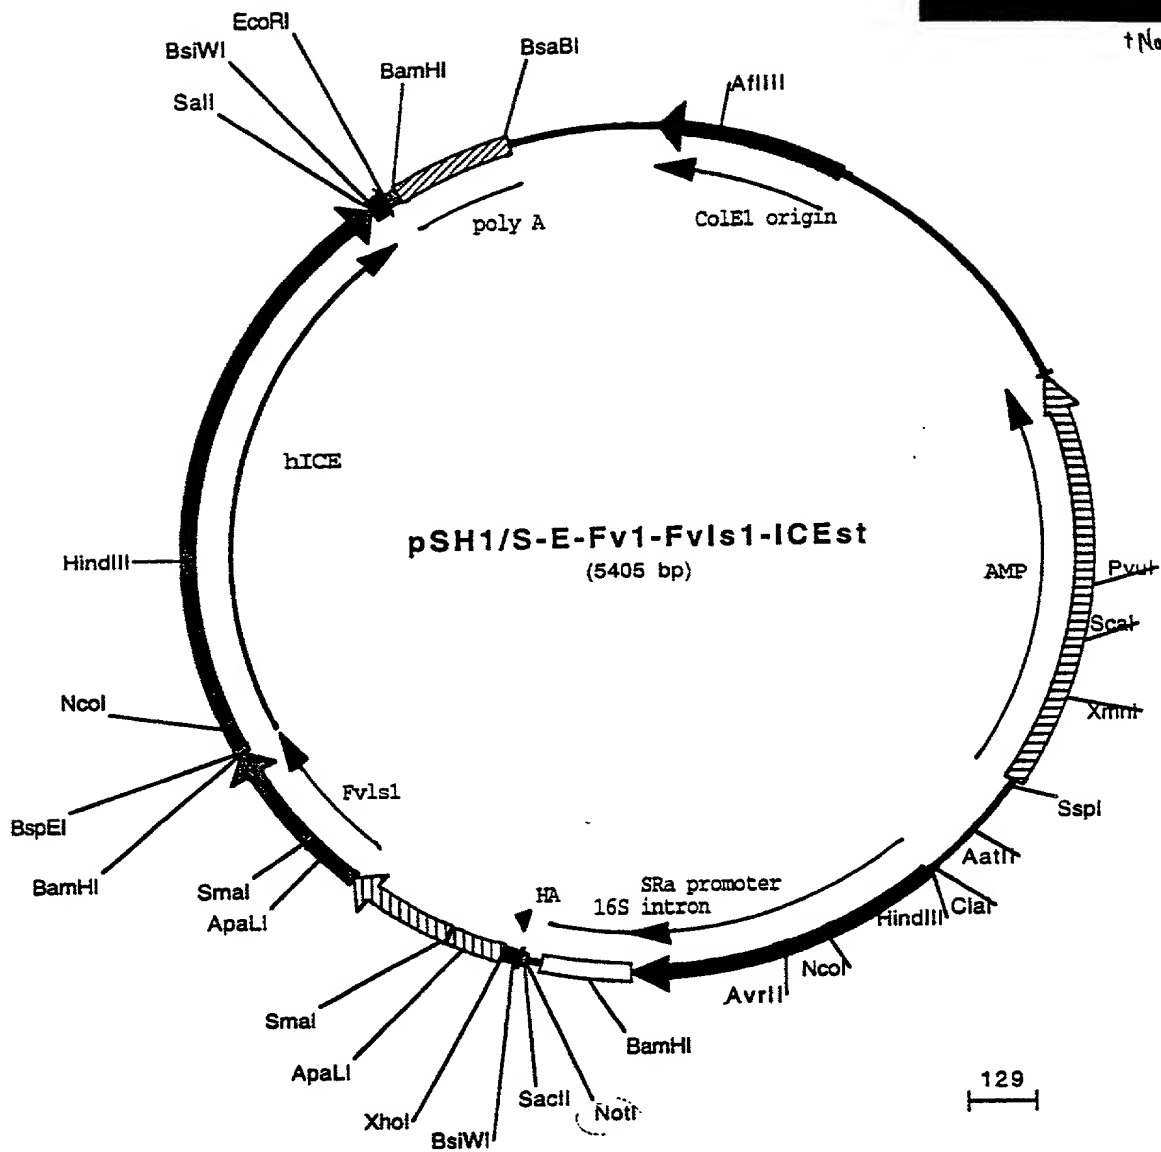 + No
EcoRI
BsiWI
BamHI
BsaBI
AflIII
SalI
poly A
ColE1 origin
hICE
pSH1/S-E-Fv1-Fvls1-ICEst
(5405 bp)
HindIII
AMP
PvuI
ScaI
NcoI
XmnI
Fvls1
SspI
BspEI
AatII
BamHI
SmaI
HA
SRa promoter
16S intron
HindIII
ClaI
ApaLI
NcoI
AvrII
SmaI
BamHI
ApaLI
SacII
NotI
129
XhoI
BsiWI